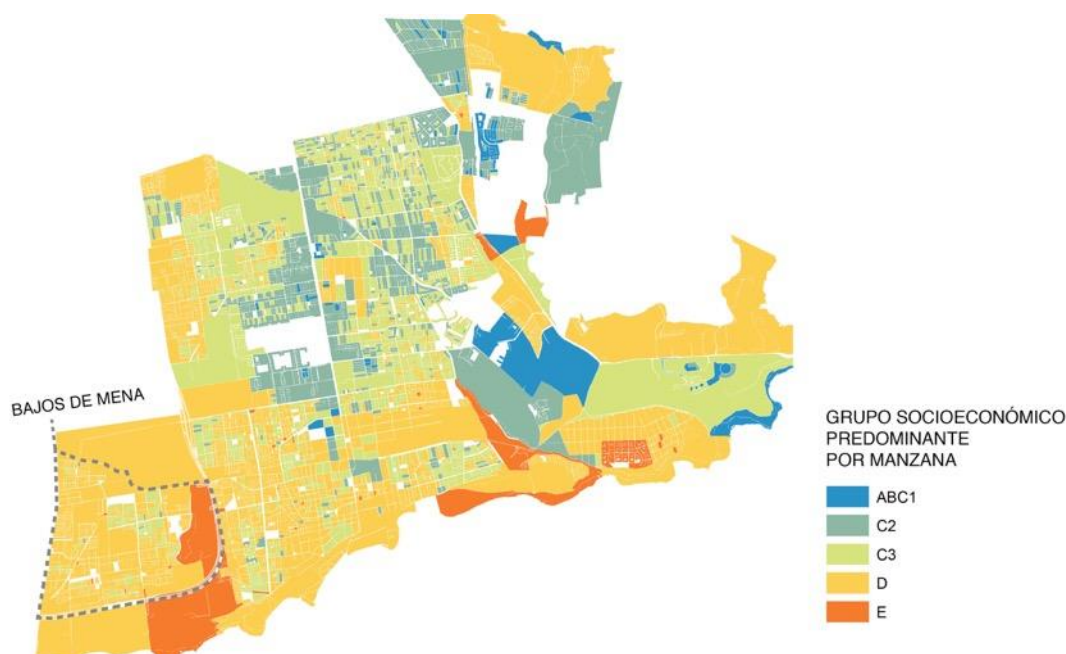 BAJOS DE MENA
GRUPO SOCIOECONÓMICO
PREDOMINANTE
POR MANZANA
ABC1
C2
C3
D
E